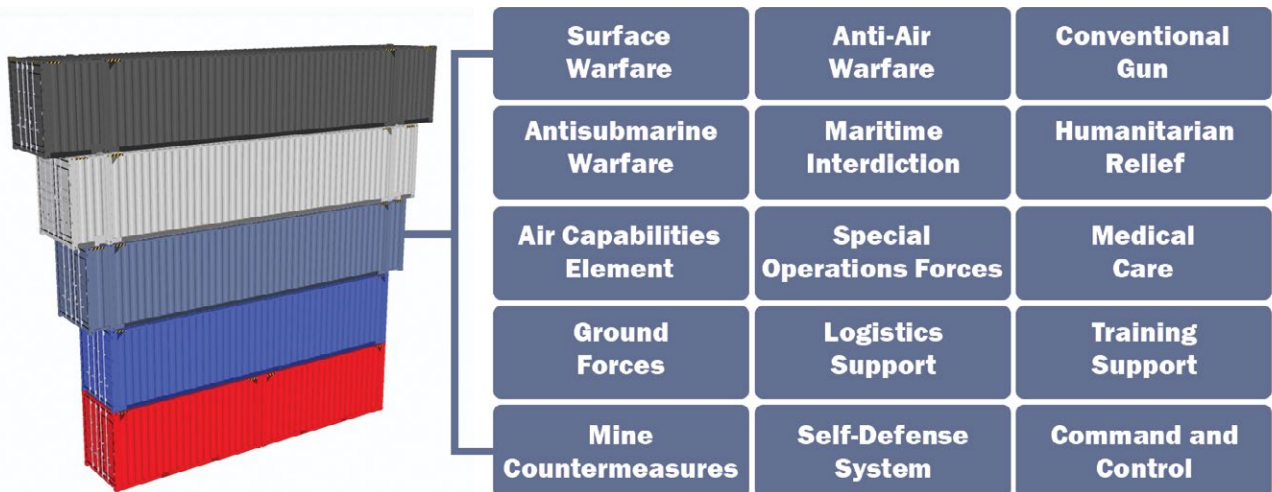 Surface
Warfare
Anti-Air
Warfare
Conventional
Gun
Antisubmarine
Warfare
Maritime
Interdiction
Humanitarian
Relief
Air Capabilities
Element
Special
Operations Forces
Medical
Care
Ground
Forces
Logistics
Support
Training
Support
Mine
Countermeasures
Self-Defense
System
Command and
Control